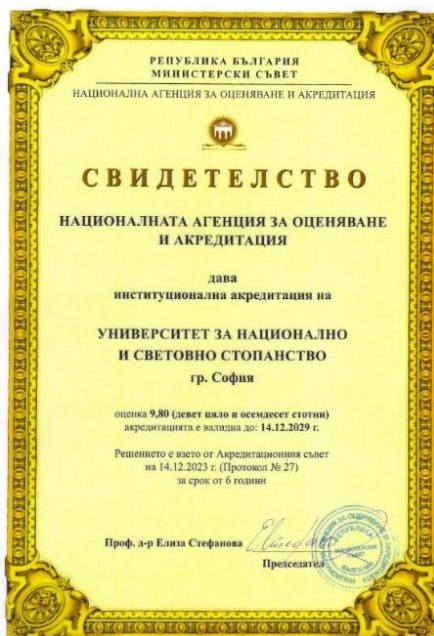 РЕПУБЛИКА БЪЛГАРИЯ
МИНИСТЕРСКИ СЪВЕТ
НАЦИОНАЛНА АГЕНЦИЯ ЗА ОЦЕНЯВАНЕ И АКРЕДИТАЦИЯ
СВИДЕТЕЛСТВО
НАЦИОНАЛНАТА АГЕНЦИЯ ЗА ОЦЕНЯВАНЕ
И АКРЕДИТАЦИЯ
дава
институционална акредитация на
УНИВЕРСИТЕТ ЗА НАЦИОНАЛНО
И СВЕТОВНО СТОПАНСТВО
гр. София
оценка 9,80 (девет цяло и осемдесет стотни)
акредитацията е валидна до: 14.12.2029 г.
Решението е взето от Акредитационния съвет
на 14.12.2023 г. (Протокол № 27)
за срок от 6 години
Проф. д-р Елиза Стефанова
Председател